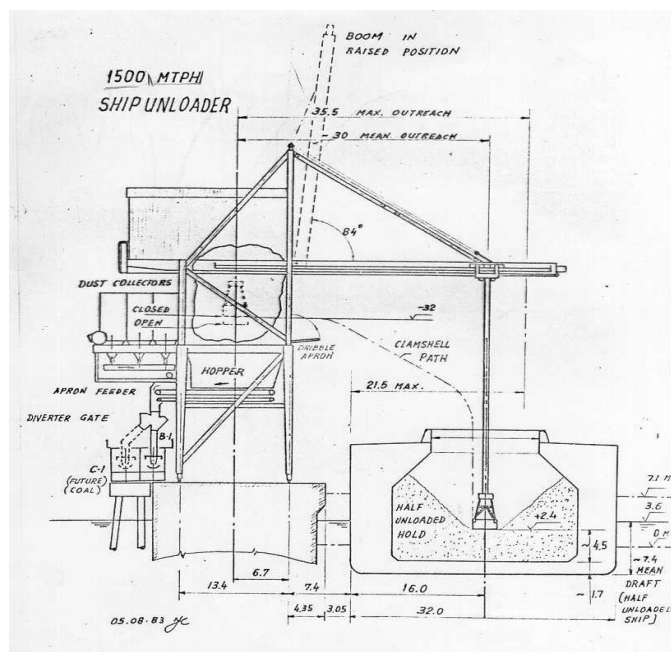 BOOM IN
RAISED POSITION
1500 MTPH
SHIP UNLOADER
35.5 MAX. OUTREACH
30 MEAN OUTREACH
84°
DUST COLLECTORS
CLOSED
OPEN
32
DRIBBLE
APRON
CLAMSHELL
PATH
HOPPER
APRON FEEDER
21.5 MAX.
DIVERTER GATE
B-1
C-1
(FUTURE)
(COAL)
HALF
UNLOADED
HOLD
+2.4
7.1 M
3.6
0 M
~ 4.5
~7.4
MEAN
DRAFT
(HALF
UNLOADED
SHIP)
~ 1.7
6.7
13.4
7.4
16.0
4.35
3.05
32.0
05.08.83